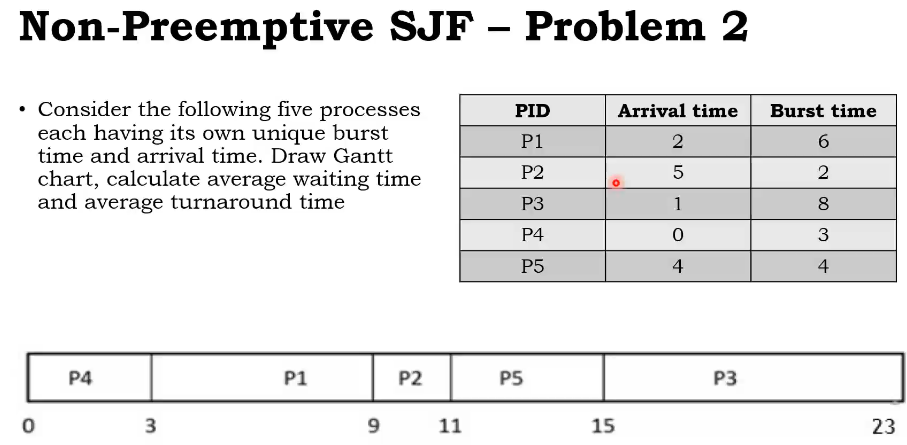 Non-Preemptive SJF – Problem 2
• Consider the following five processes
each having its own unique burst
time and arrival time. Draw Gantt
chart, calculate average waiting time
and average turnaround time
PID Arrival time Burst time
P1 2 6
P2 5 2
P3 1 8
P4 0 3
P5 4 4
P4 P1 P2 P5 P3
0 3 9 11 15 23